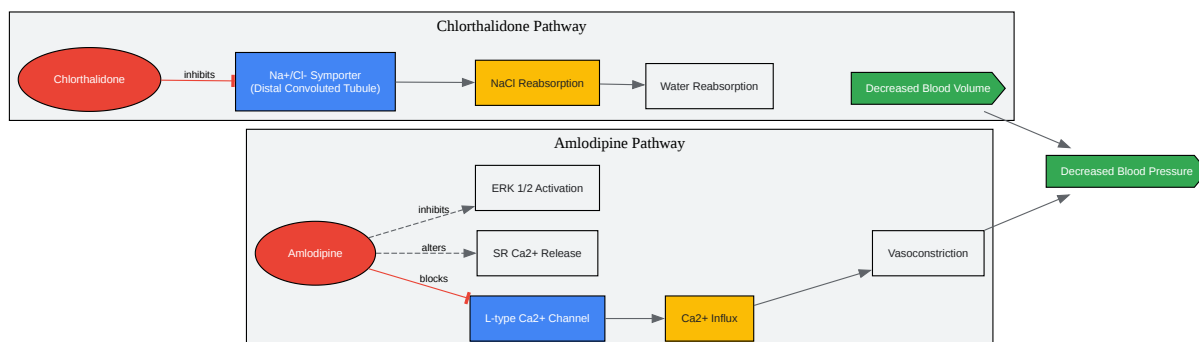 Chlorthalidone Pathway
Chlorthalidone
inhibits
Na+/Cl- Symporter
(Distal Convoluted Tubule)
NaCl Reabsorption
Water Reabsorption
Decreased Blood Volume
Amlodipine Pathway
Decreased Blood Pressure
ERK 1/2 Activation
inhibits
Amlodipine
alters
SR Ca2+ Release
Vasoconstriction
blocks
L-type Ca2+ Channel
Ca2+ Influx